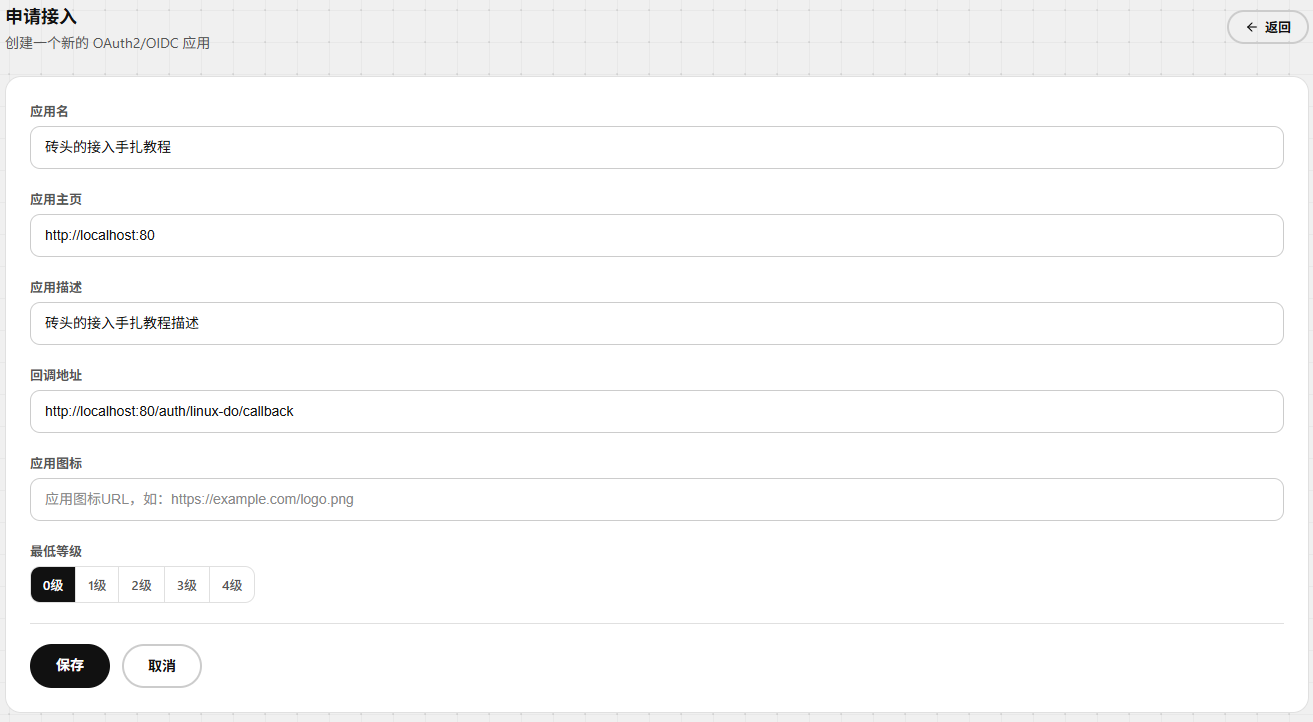 申请接入
创建一个新的 OAuth2/OIDC 应用
← 返回
应用名
砖头的接入手扎教程
应用主页
http://localhost:80
应用描述
砖头的接入手扎教程描述
回调地址
http://localhost:80/auth/linux-do/callback
应用图标
应用图标URL，如：https://example.com/logo.png
最低等级
0级 1级 2级 3级 4级
保存 取消